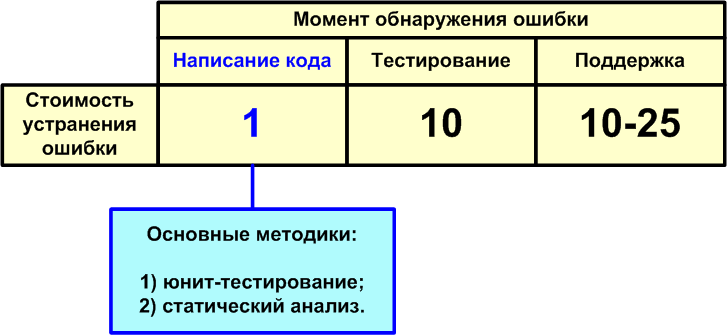 Момент обнаружения ошибки
Написание кода
Тестирование
Поддержка
Стоимость
устранения
ошибки
1
10
10-25
Основные методики:
1) юнит-тестирование;
2) статический анализ.